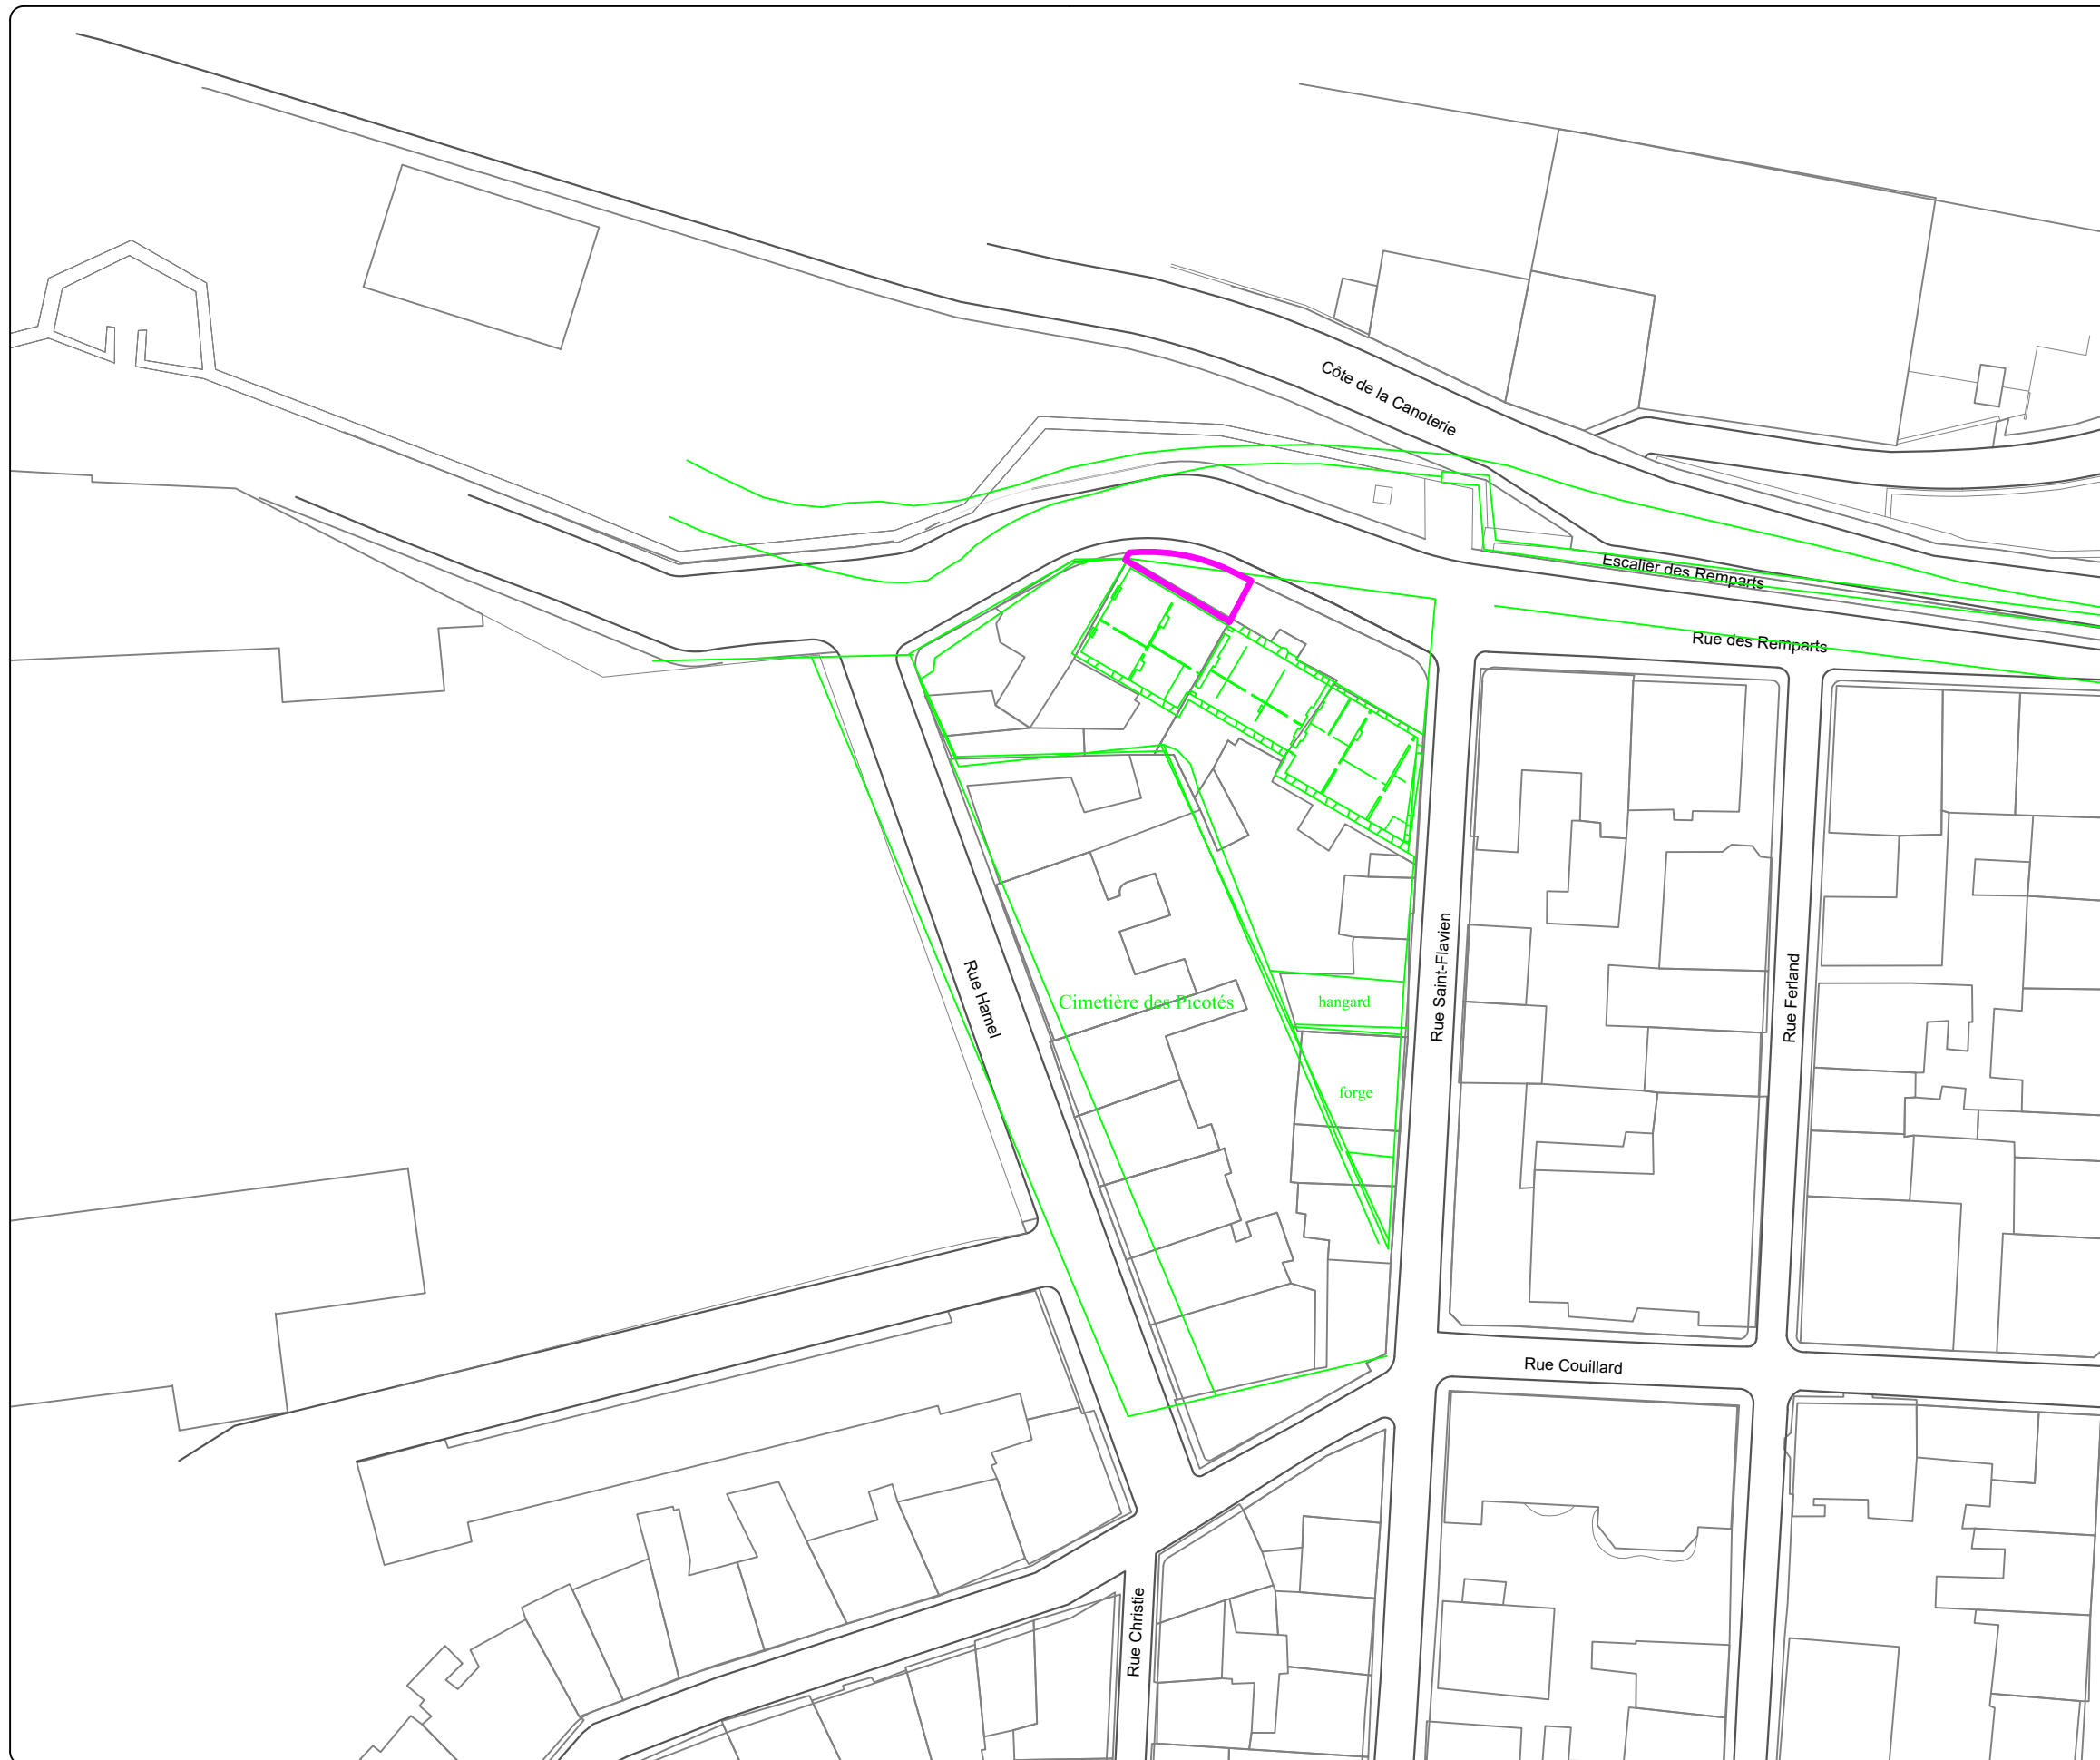 Côte de la Canoterie
Escalier des Remparts
Rue des Remparts
Rue Hamel
Cimetière des Picotés
hangard
Rue Saint-Flavien
Rue Ferland
forge
Rue Couillard
Rue Christie